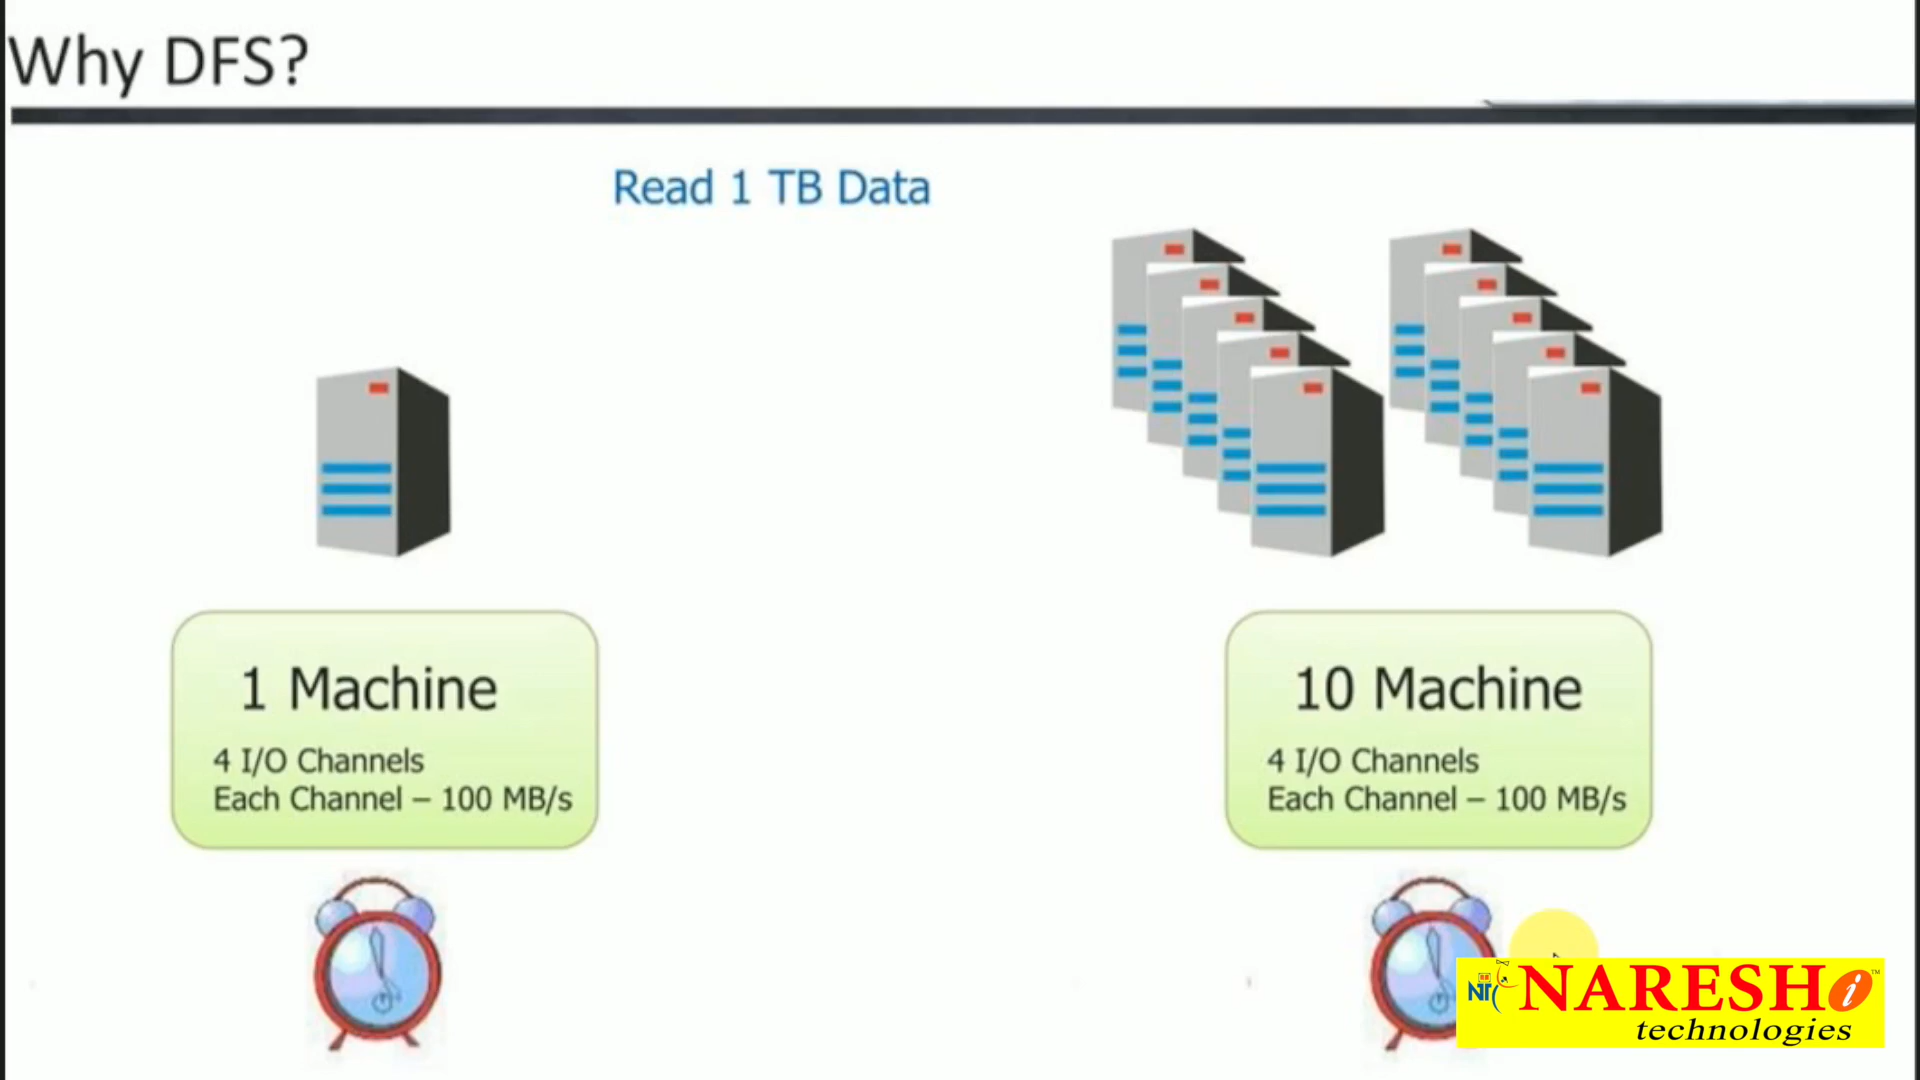 Why DFS?
Read 1 TB Data
1 Machine
4 I/O Channels
Each Channel – 100 MB/s
10 Machine
4 I/O Channels
Each Channel – 100 MB/s
NARESH i ™
technologies